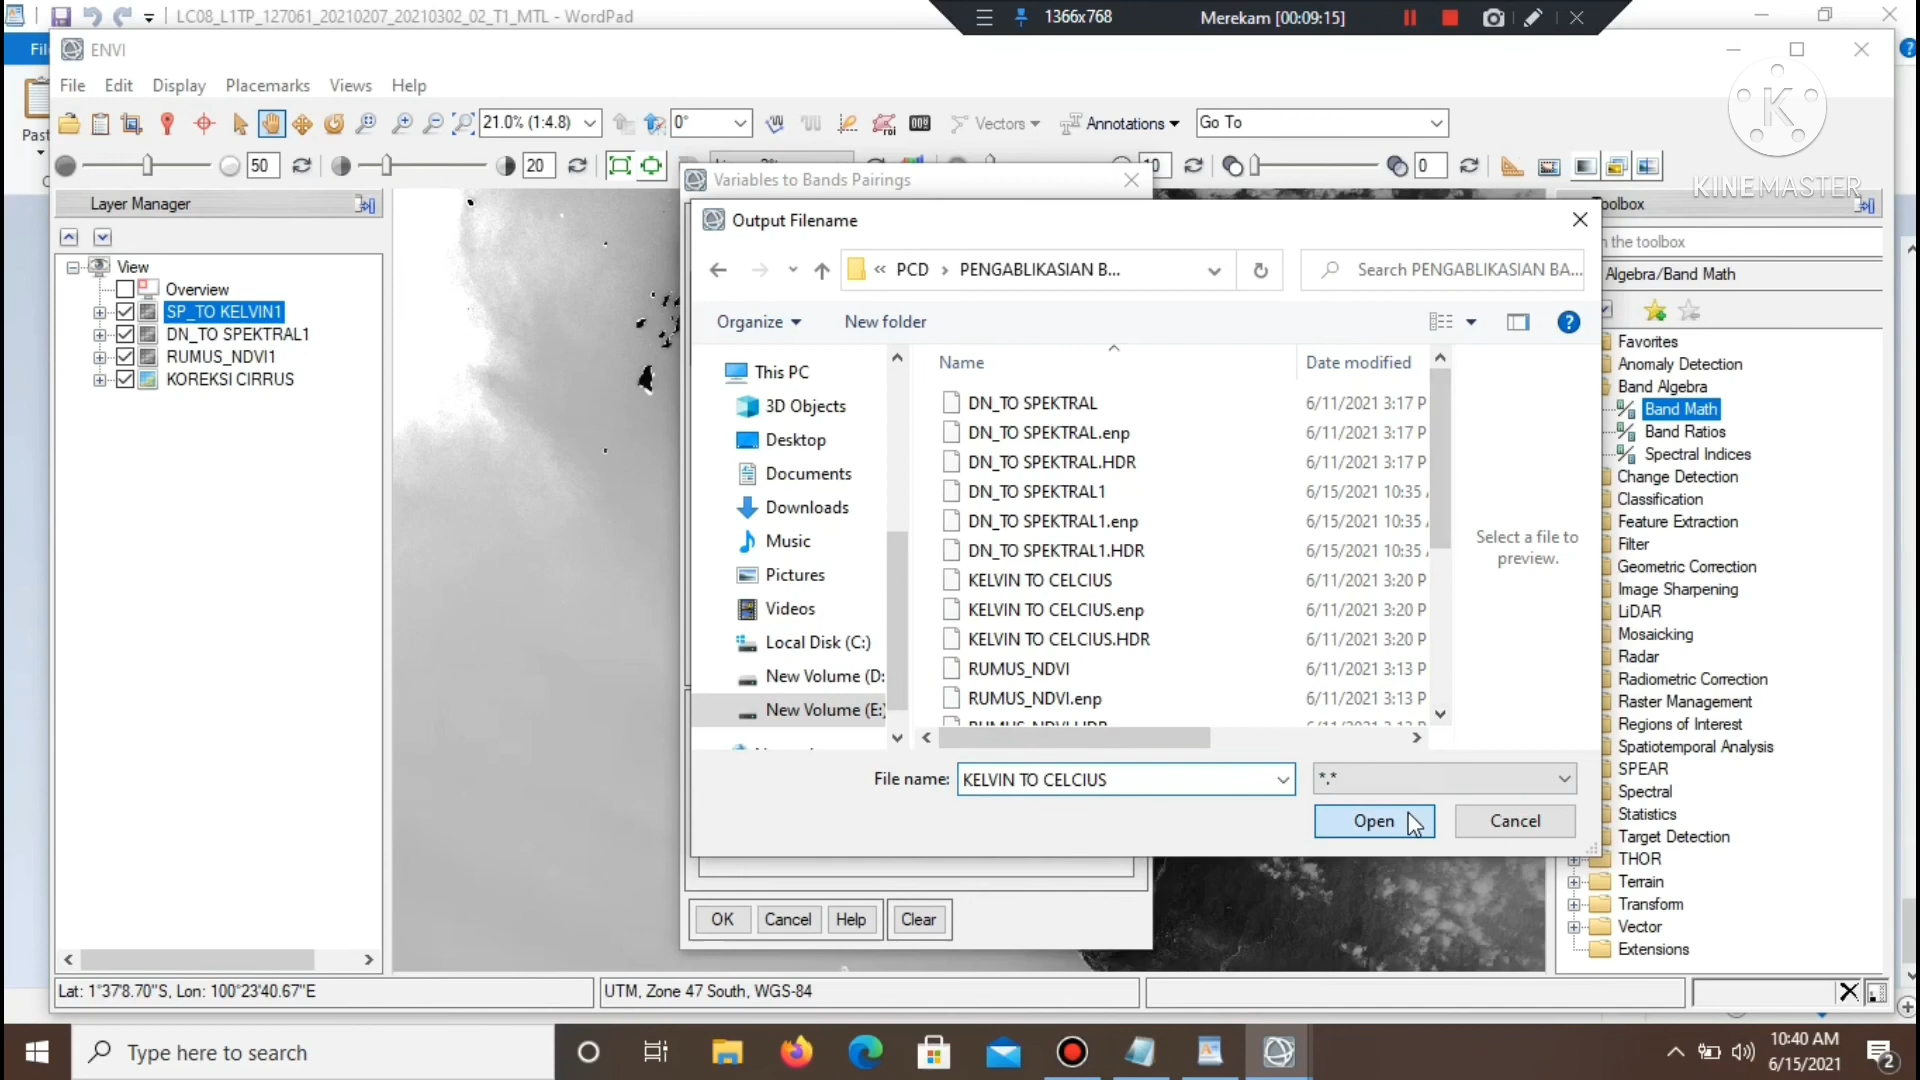 LC08_L1TP_127061_20210207_20210302_02_T1_MTL - WordPad
1366x768
Merekam [00:09:15]
ENVI
File Edit Display Placemarks Views Help
21.0% (1:4.8)
0°
Vectors
Annotations
Go To
50
20
10
0
KINEMASTER
Layer Manager
View
Overview
SP_TO KELVIN1
DN_TO SPEKTRAL1
RUMUS_NDVI1
KOREKSI CIRRUS
Variables to Bands Pairings
Output Filename
« PCD › PENGABLIKASIAN B...
Search PENGABLIKASIAN BA...
Organize
New folder
This PC
3D Objects
Desktop
Documents
Downloads
Music
Pictures
Videos
Local Disk (C:)
New Volume (D:
New Volume (E:)
Name Date modified
DN_TO SPEKTRAL 6/11/2021 3:17 P
DN_TO SPEKTRAL.enp 6/11/2021 3:17 P
DN_TO SPEKTRAL.HDR 6/11/2021 3:17 P
DN_TO SPEKTRAL1 6/15/2021 10:35
DN_TO SPEKTRAL1.enp 6/15/2021 10:35
DN_TO SPEKTRAL1.HDR 6/15/2021 10:35
KELVIN TO CELCIUS 6/11/2021 3:20 P
KELVIN TO CELCIUS.enp 6/11/2021 3:20 P
KELVIN TO CELCIUS.HDR 6/11/2021 3:20 P
RUMUS_NDVI 6/11/2021 3:13 P
RUMUS_NDVI.enp 6/11/2021 3:13 P
Select a file to
preview.
File name: KELVIN TO CELCIUS
*.*
Open
Cancel
OK Cancel Help Clear
oolbox
h the toolbox
Algebra/Band Math
Favorites
Anomaly Detection
Band Algebra
Band Math
Band Ratios
Spectral Indices
Change Detection
Classification
Feature Extraction
Filter
Geometric Correction
Image Sharpening
LiDAR
Mosaicking
Radar
Radiometric Correction
Raster Management
Regions of Interest
Spatiotemporal Analysis
SPEAR
Spectral
Statistics
Target Detection
THOR
Terrain
Transform
Vector
Extensions
Lat: 1°37'8.70"S, Lon: 100°23'40.67"E
UTM, Zone 47 South, WGS-84
Type here to search
10:40 AM
6/15/2021
2